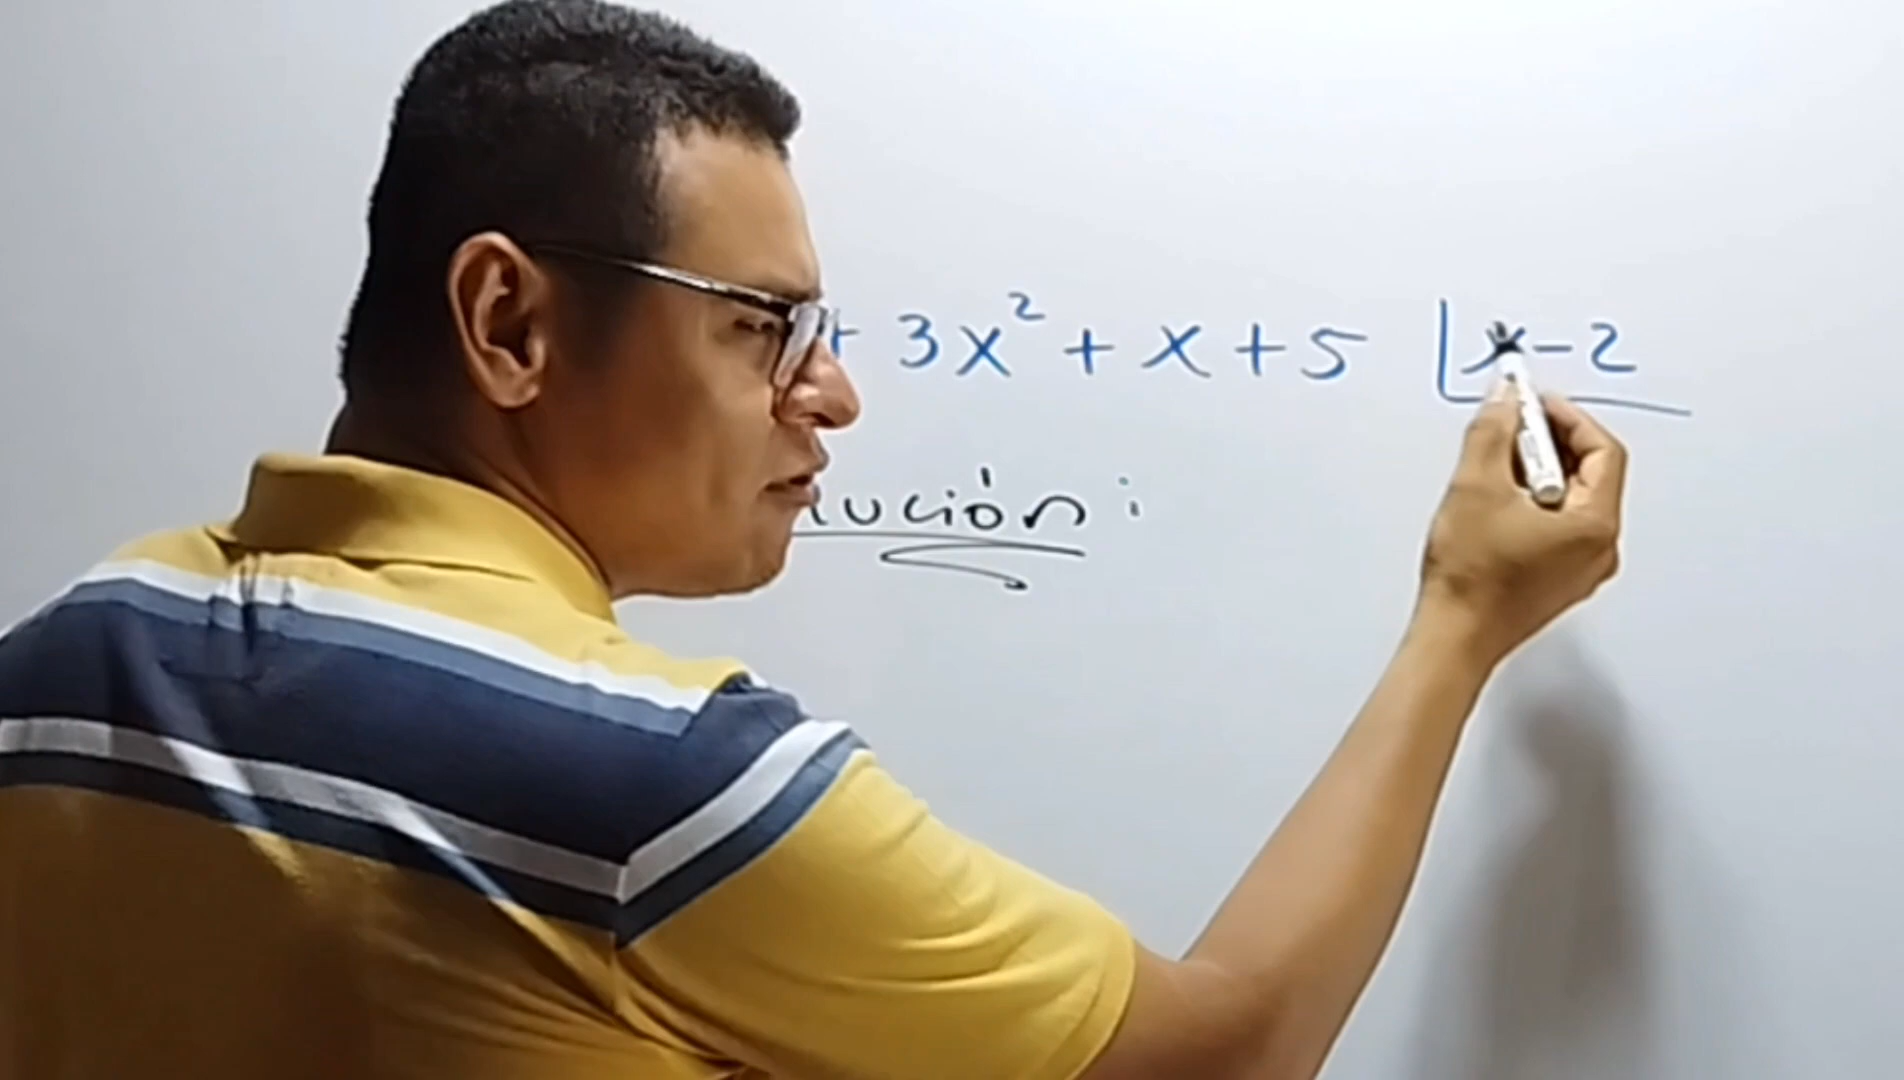 + 3x² + x + 5 x - 2
lución: